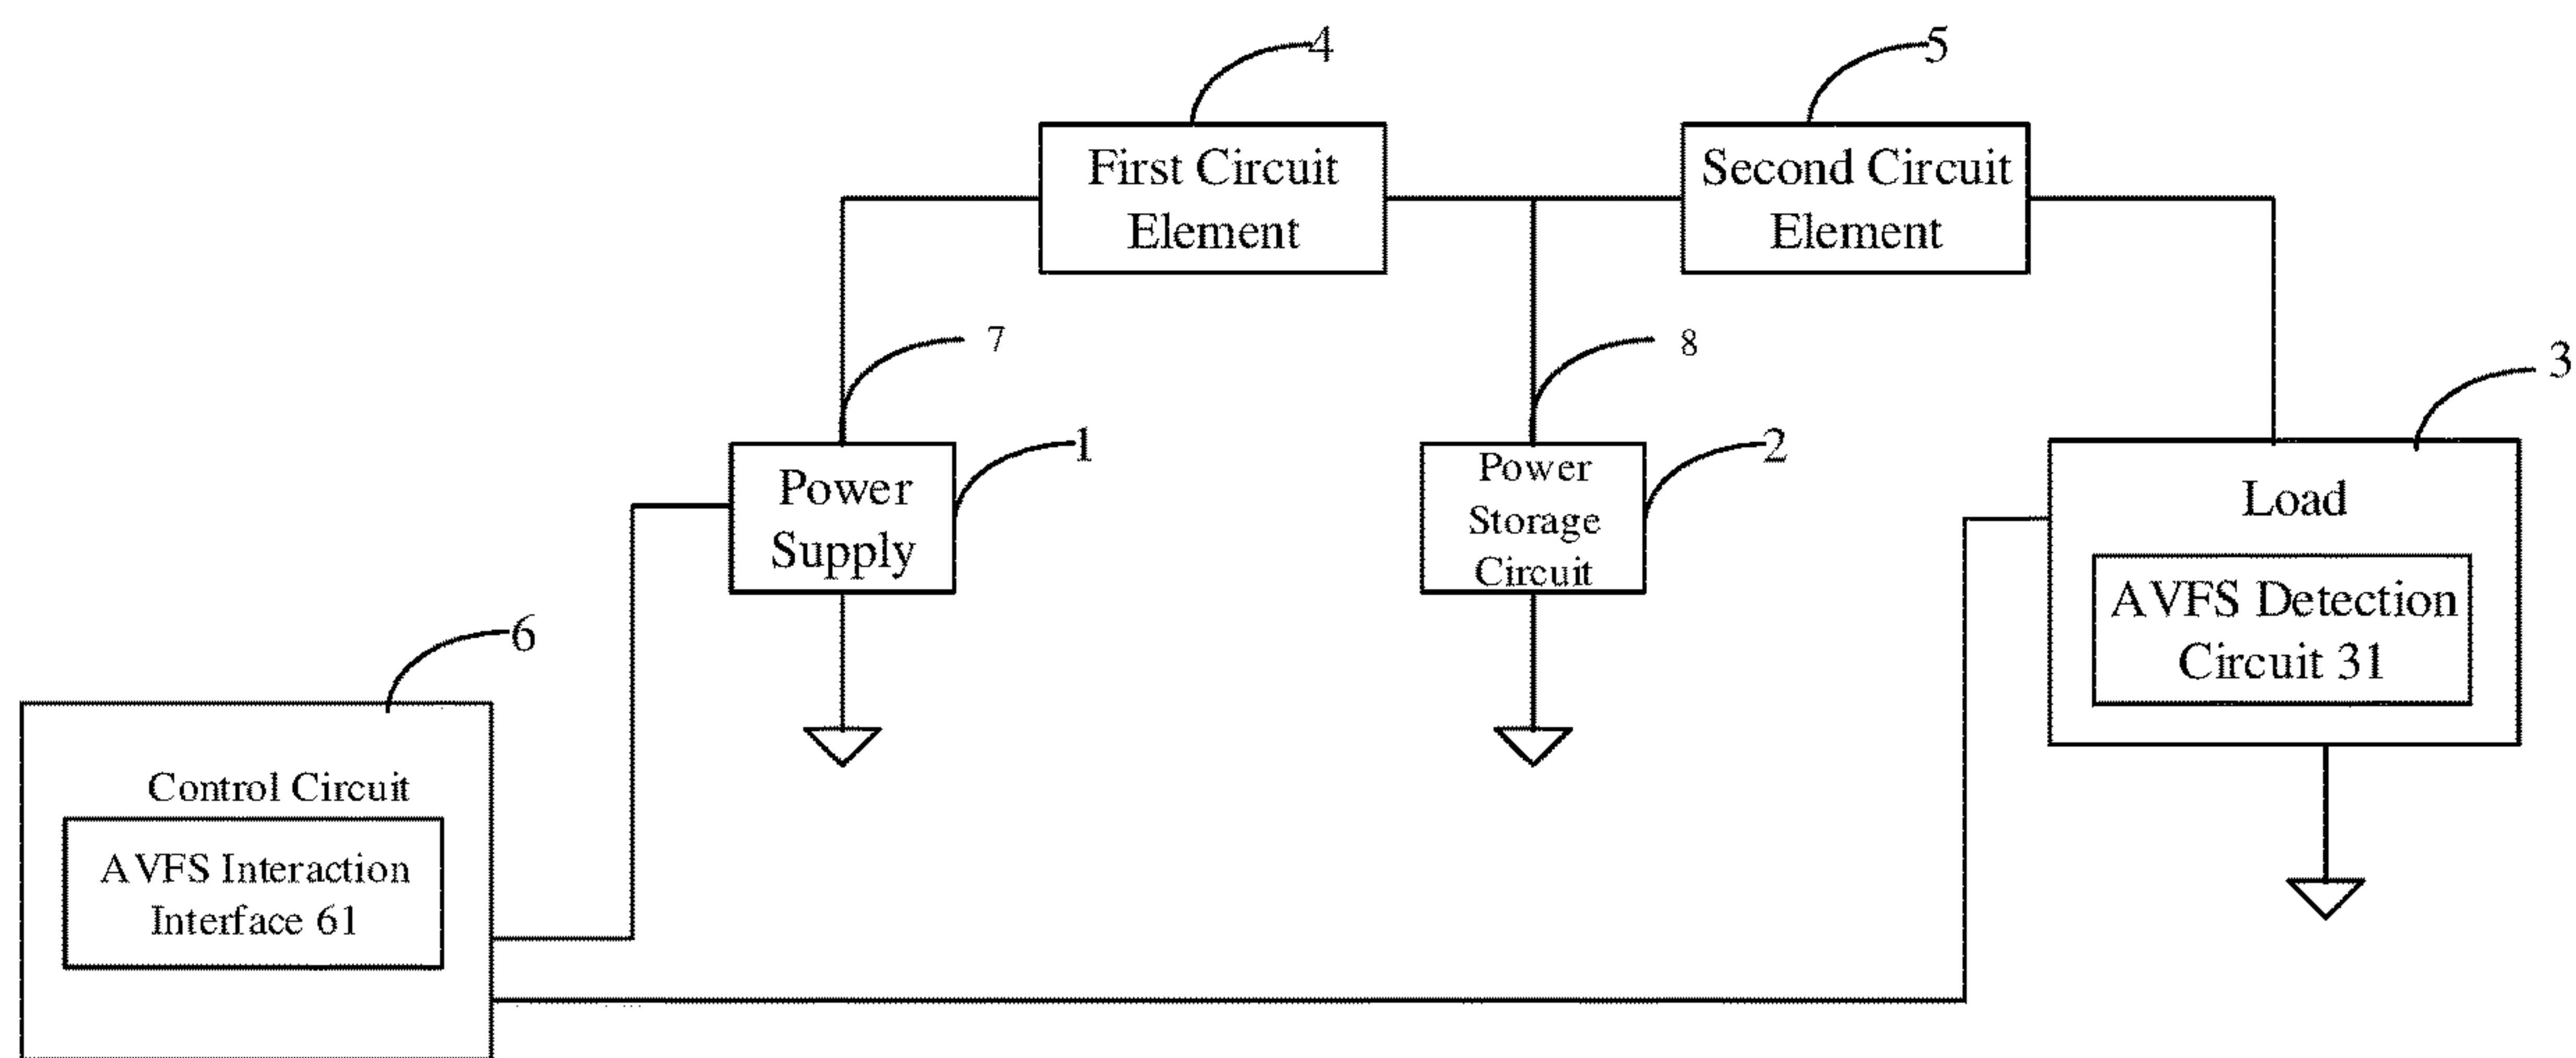 4
5
First Circuit
Element
Second Circuit
Element
7
8
3
1
2
Power
Supply
Power
Storage
Circuit
Load
AVFS Detection
Circuit 31
6
Control Circuit
AVFS Interaction
Interface 61